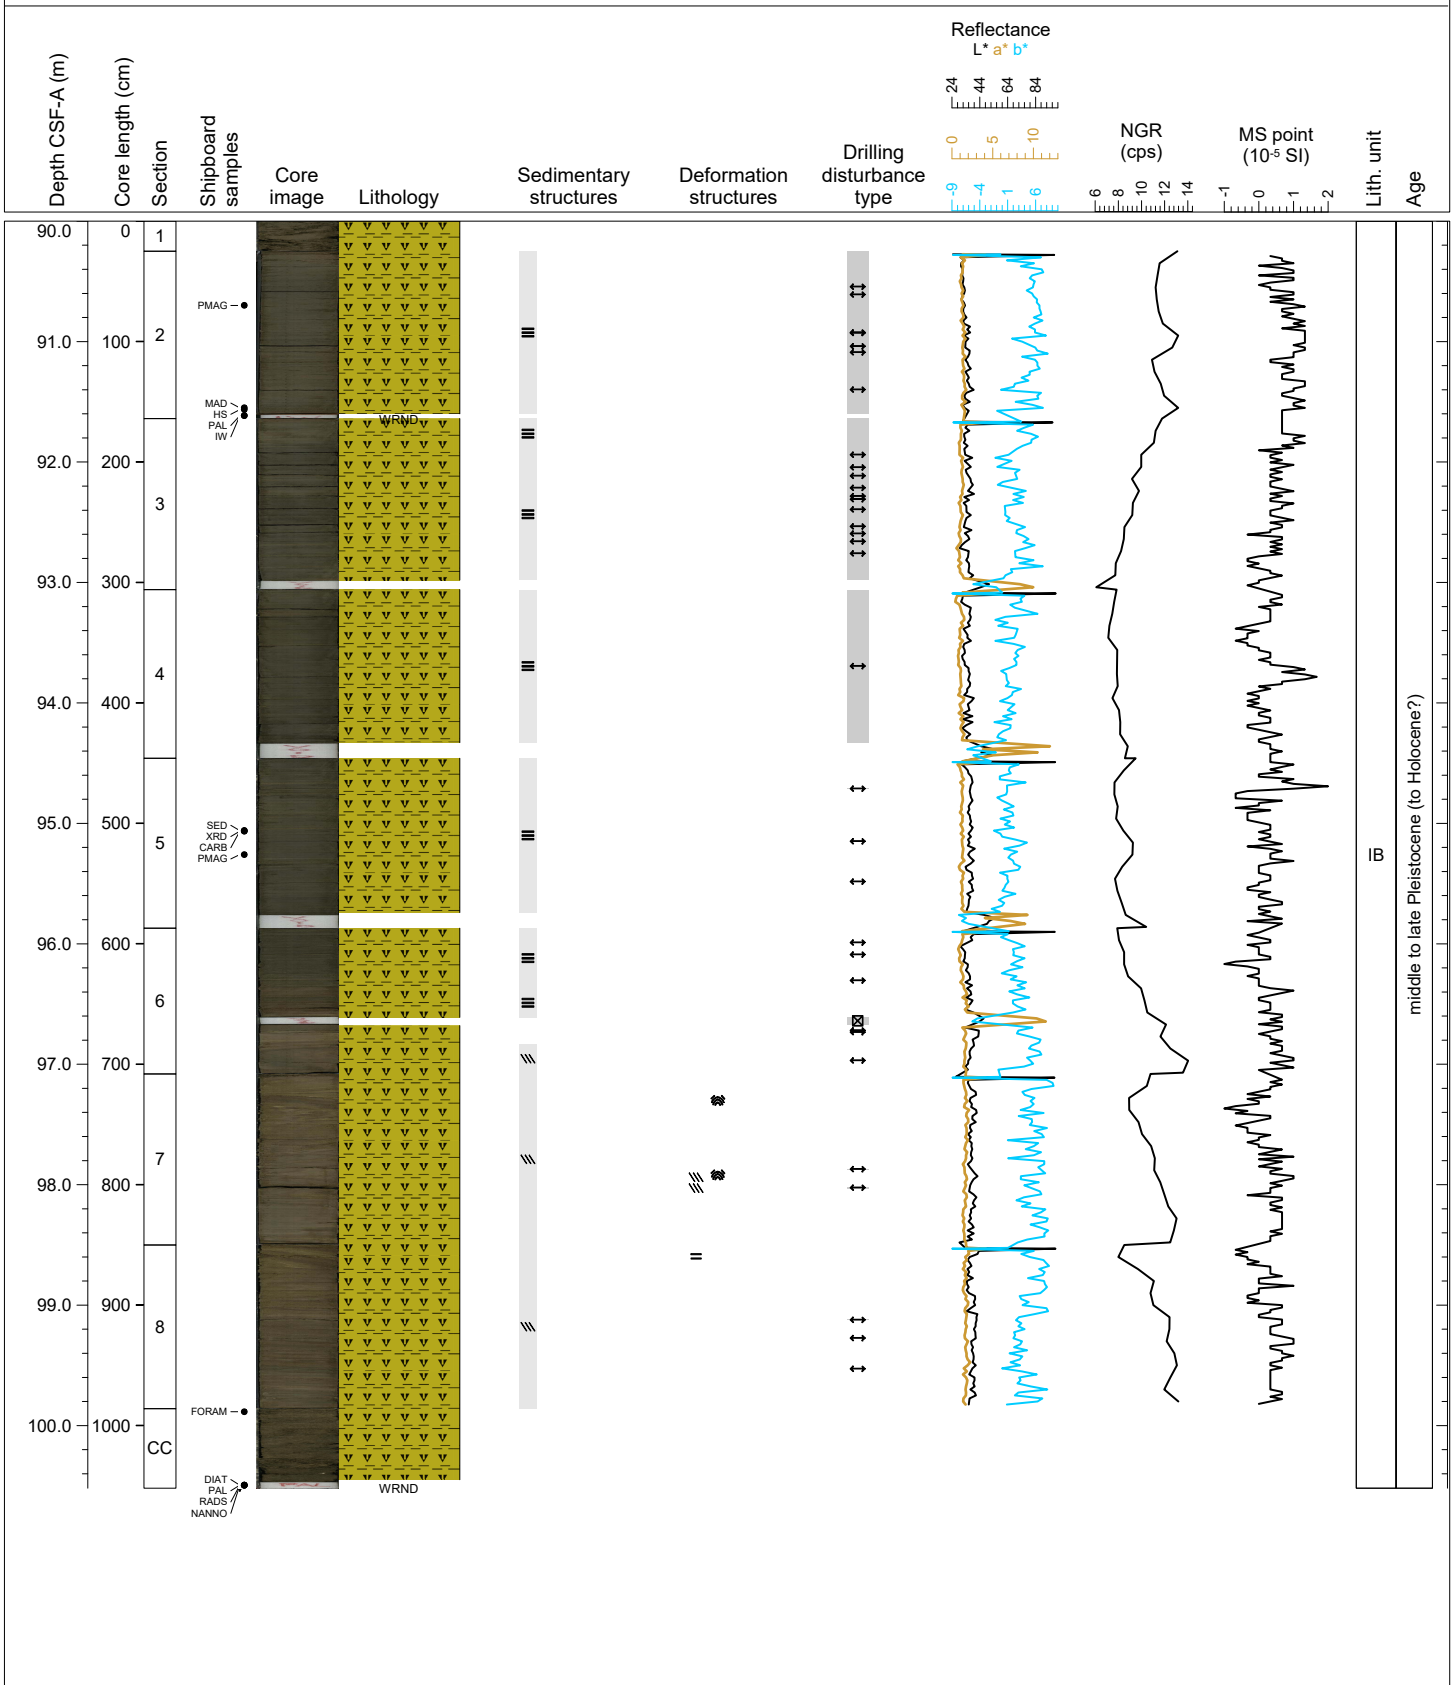 Depth CSF-A (m)
Core length (cm)
Section
Shipboard samples
Core image
Lithology
Sedimentary structures
Deformation structures
Drilling disturbance type
Reflectance
L* a* b*
24 44 64 84
0 5 10
-9 -4 1 6
NGR (cps)
6 8 10 12 14
MS point (10-5 SI)
-1 0 1 2
Lith. unit
Age
90.0 0 1
PMAG
91.0 100 2
MAD
HS
PAL
IW
WRND
92.0 200
3
93.0 300
4
94.0 400
95.0 500
SED
XRD
CARB
PMAG
5
IB
middle to late Pleistocene (to Holocene?)
96.0 600
6
97.0 700
7
98.0 800
99.0 900
8
FORAM
100.0 1000
CC
DIAT
PAL
RADS
NANNO
WRND